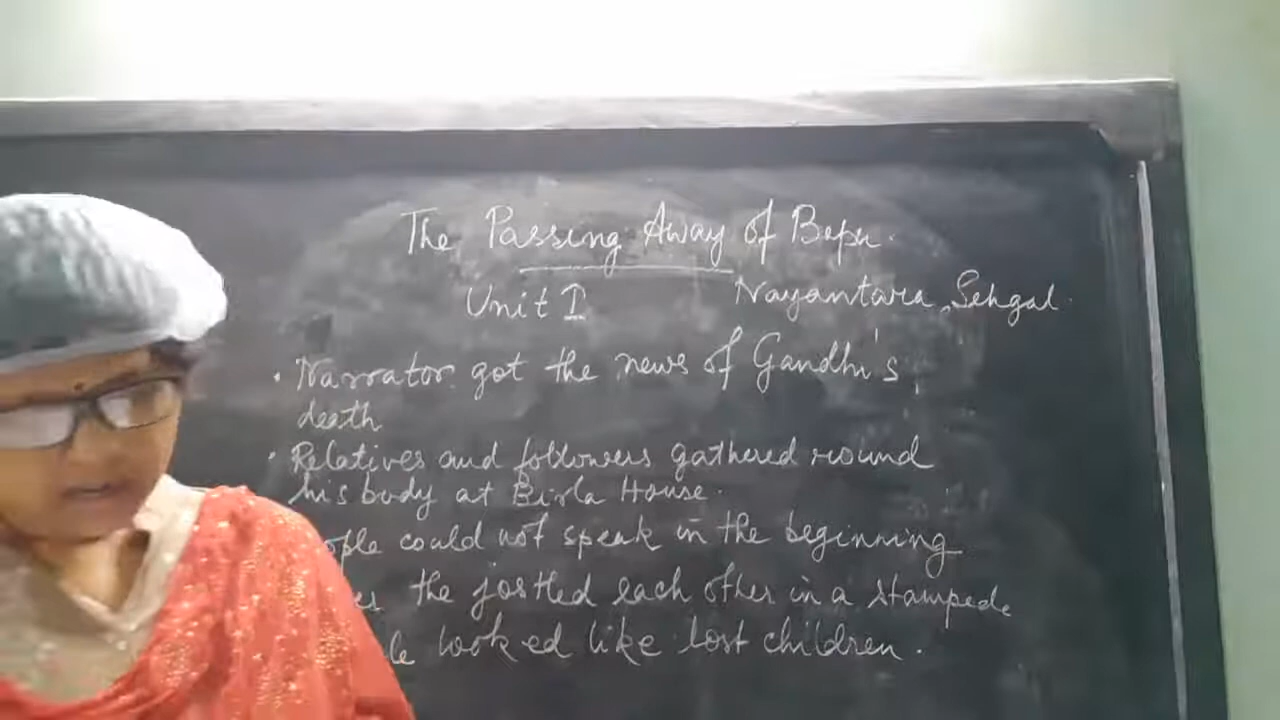 The Passing Away of Bapu.
Unit I Nayantara Sehgal.
• Narrator got the news of Gandhi's
death
• Relatives and followers gathered round
his body at Birla House.
ople could not speak in the beginning
the jostled each other in a stampede
le looked like lost children.